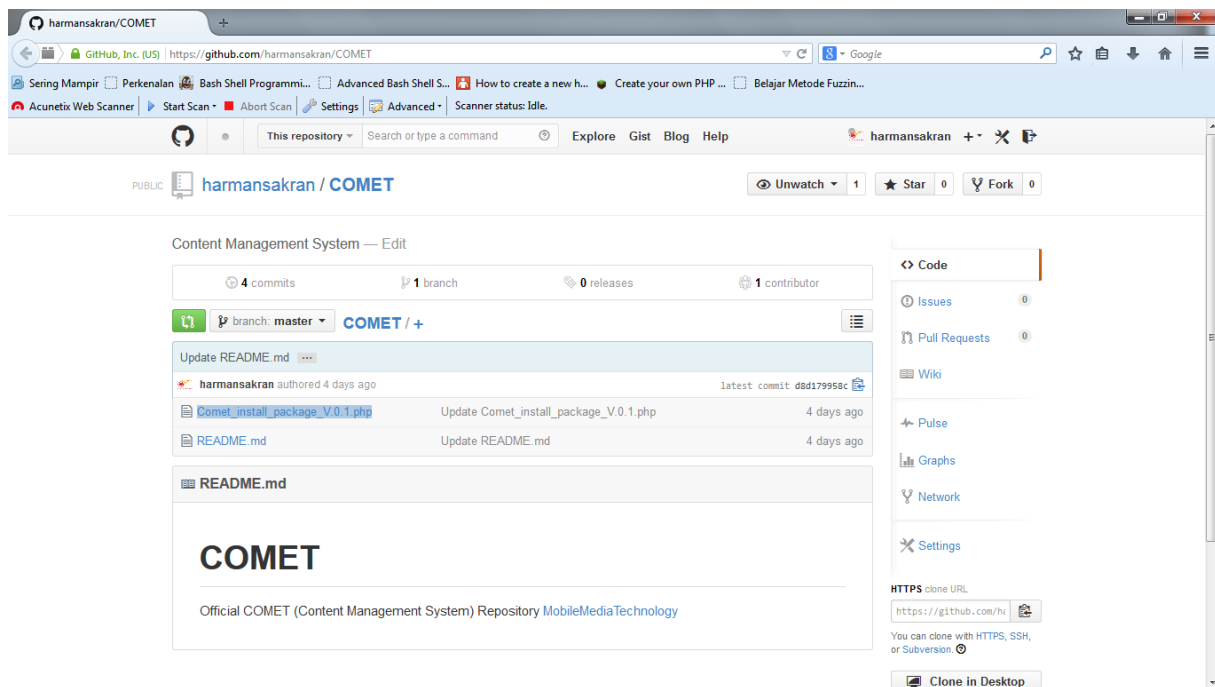 harmansakran/COMET
GitHub, Inc. (US) https://github.com/harmansakran/COMET Google
Sering Mampir Perkenalan Bash Shell Programmi... Advanced Bash Shell S... How to create a new h... Create your own PHP ... Belajar Metode Fuzzin...
Acunetix Web Scanner Start Scan Abort Scan Settings Advanced Scanner status: Idle.
This repository Search or type a command Explore Gist Blog Help harmansakran
PUBLIC harmansakran / COMET Unwatch 1 Star 0 Fork 0
Content Management System — Edit
4 commits 1 branch 0 releases 1 contributor
branch: master COMET / +
Update README.md ...
harmansakran authored 4 days ago latest commit d8d179958c
Comet_install_package_V.0.1.php Update Comet_install_package_V.0.1.php 4 days ago
README.md Update README.md 4 days ago
README.md
COMET
Official COMET (Content Management System) Repository MobileMediaTechnology
Code
Issues 0
Pull Requests 0
Wiki
Pulse
Graphs
Network
Settings
HTTPS clone URL
https://github.com/ha
You can clone with HTTPS, SSH,
or Subversion.
Clone in Desktop